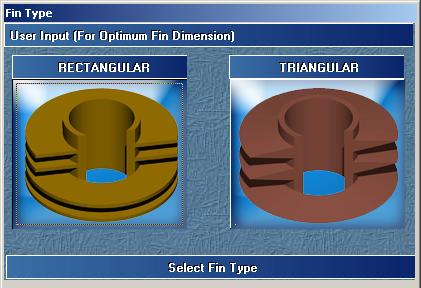 Fin Type
User Input (For Optimum Fin Dimension)
RECTANGULAR
TRIANGULAR
Select Fin Type